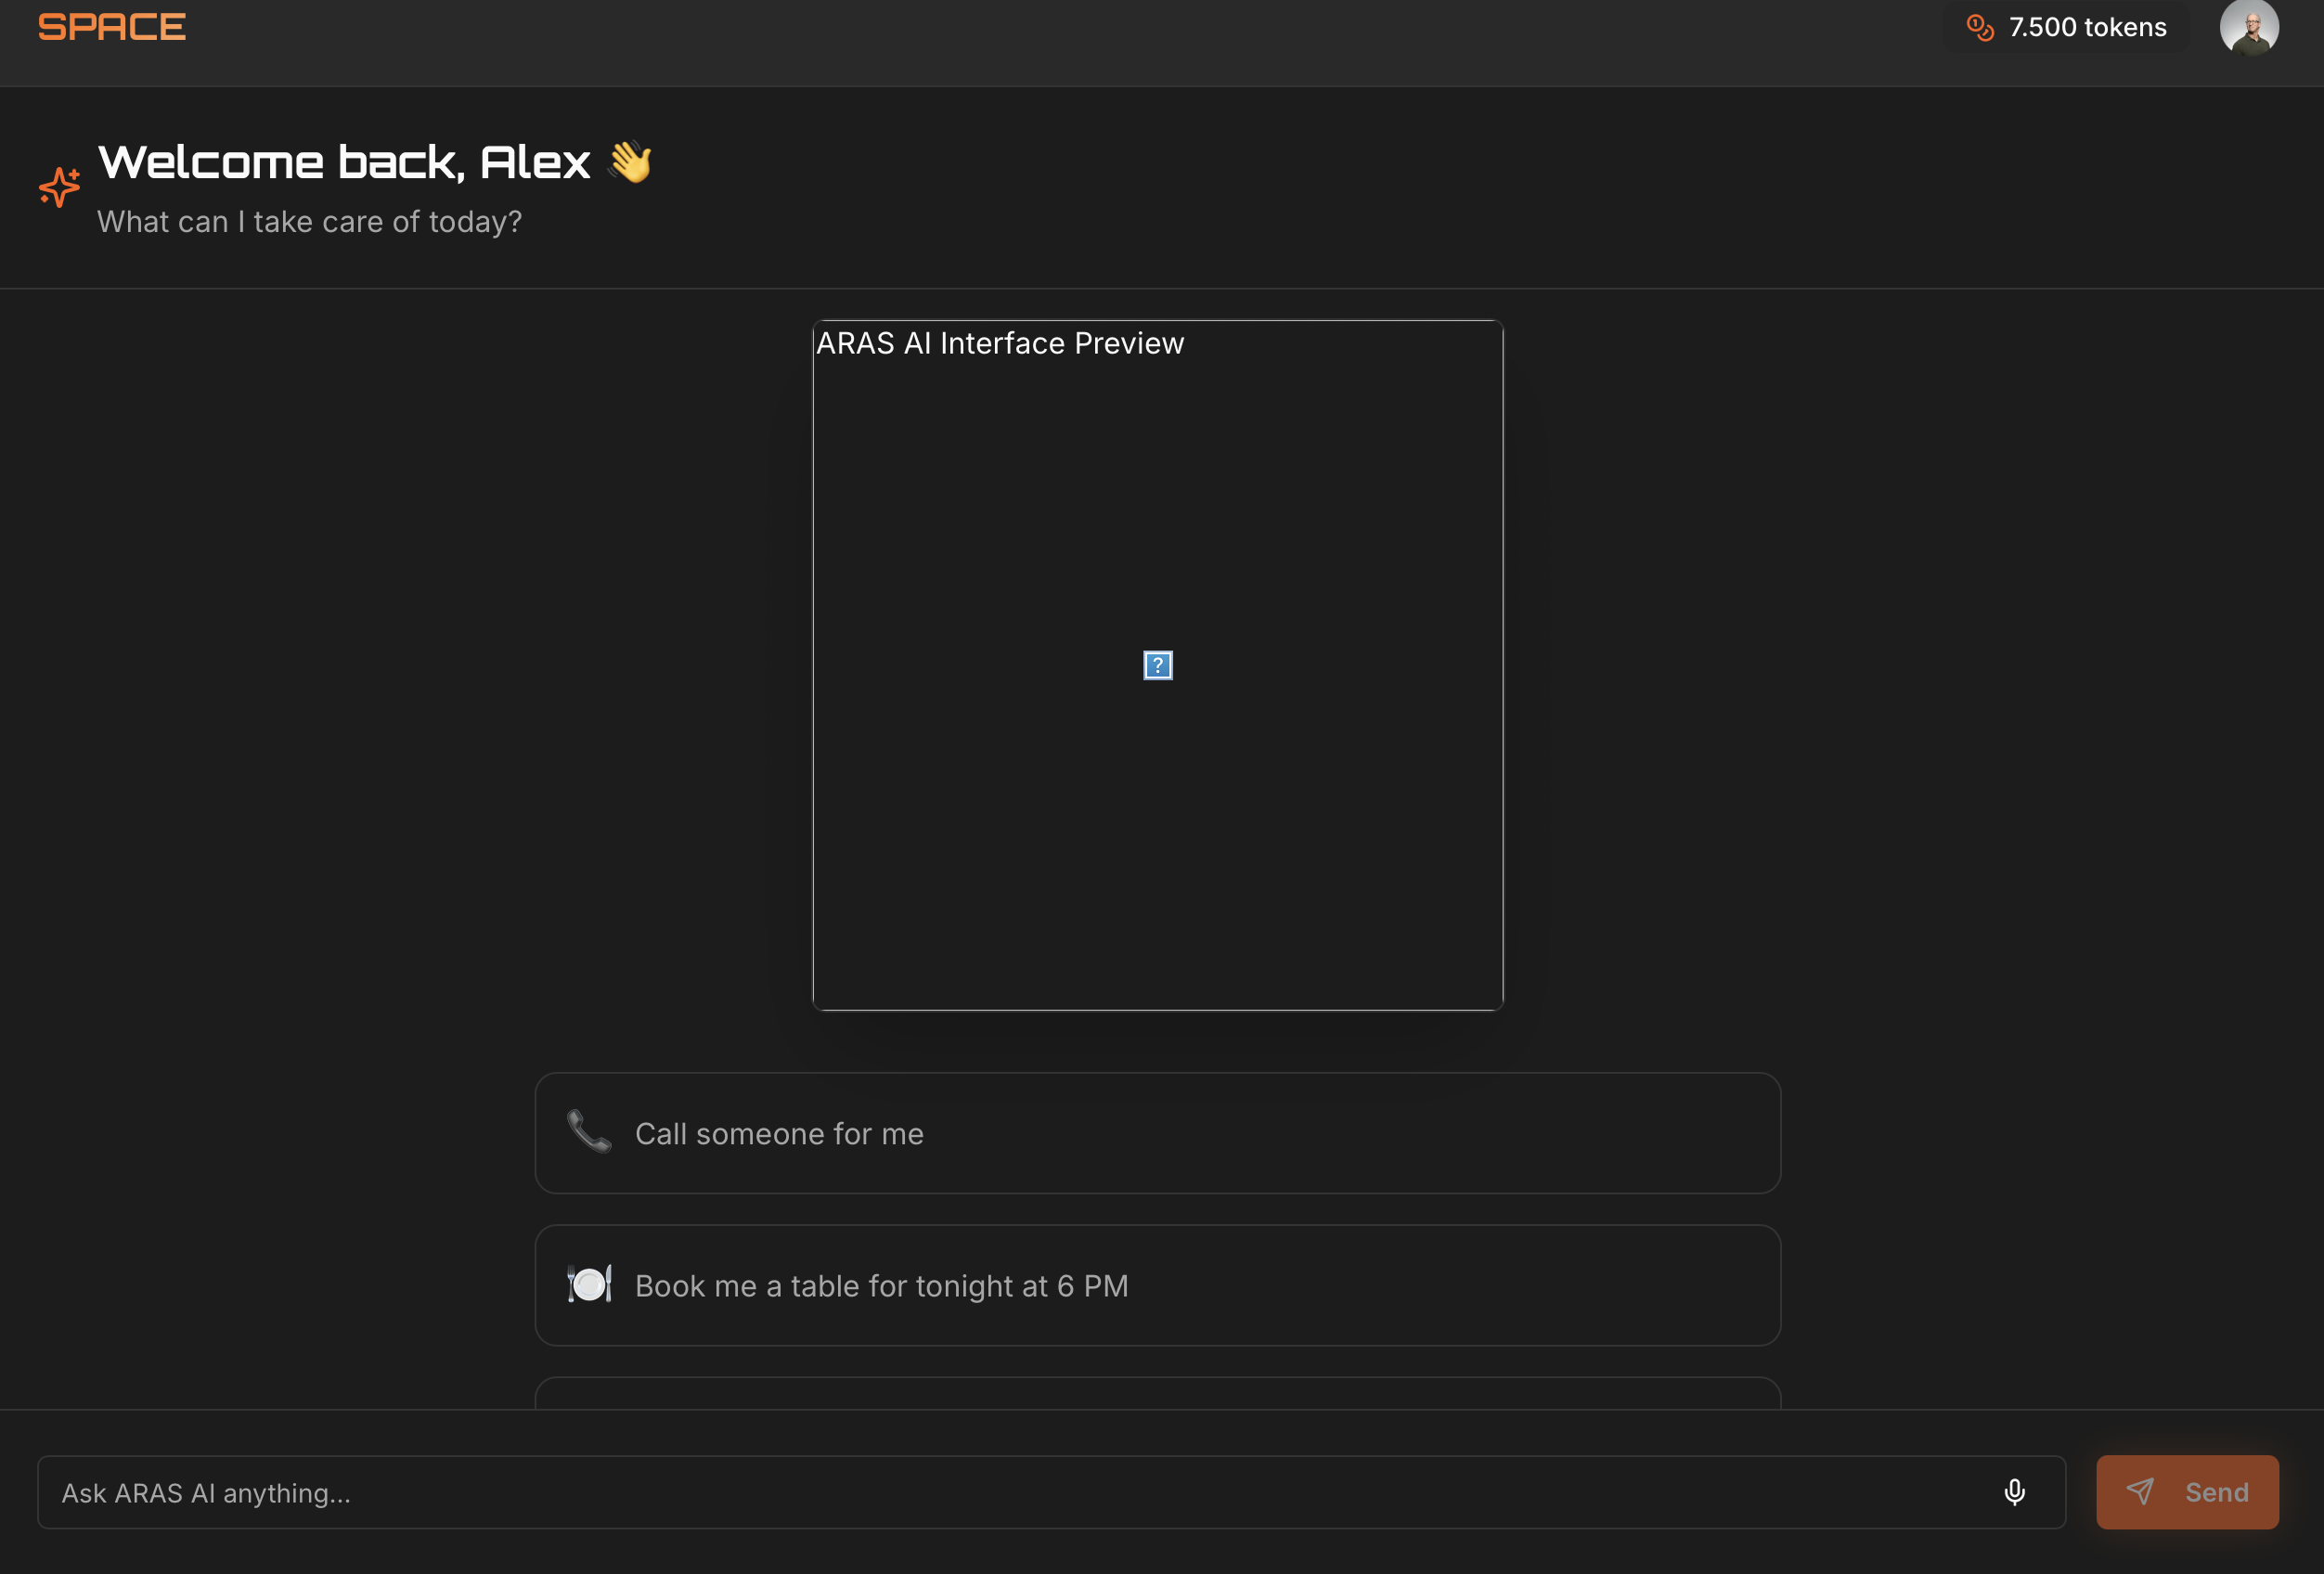 SPACE
7.500 tokens
Welcome back, Alex 👋
What can I take care of today?
ARAS AI Interface Preview
?
Call someone for me
Book me a table for tonight at 6 PM
Ask ARAS AI anything...
Send